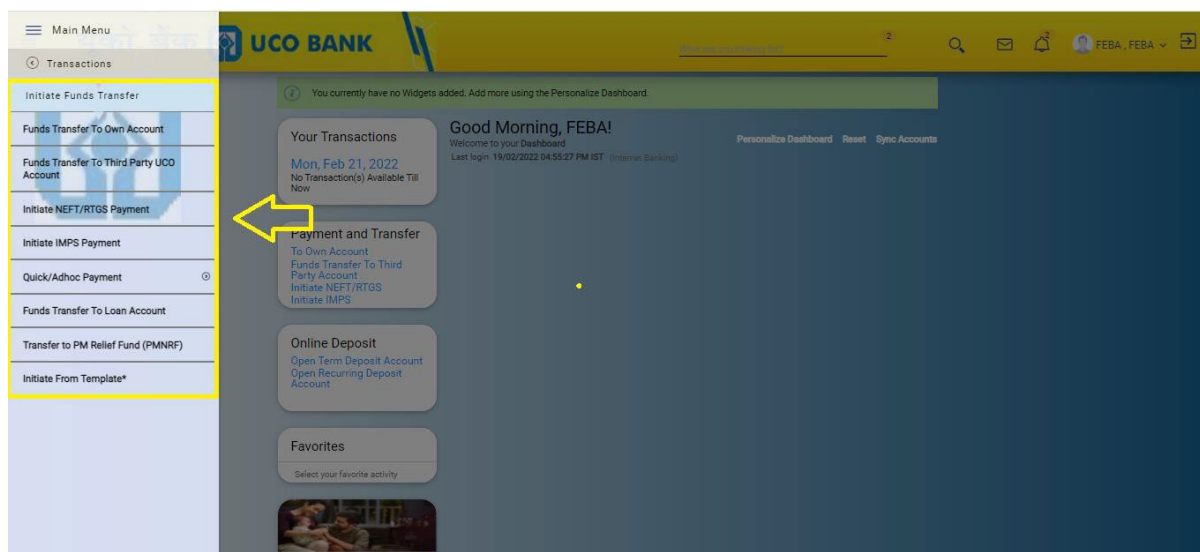 Main Menu
यूको बैंक
UCO BANK
2
2
FEBA , FEBA
Transactions
Initiate Funds Transfer
Funds Transfer To Own Account
Funds Transfer To Third Party UCO
Account
Initiate NEFT/RTGS Payment
Initiate IMPS Payment
Quick/Adhoc Payment
Funds Transfer To Loan Account
Transfer to PM Relief Fund (PMNRF)
Initiate From Template*
You currently have no Widgets added. Add more using the Personalize Dashboard.
Your Transactions
Mon, Feb 21, 2022
No Transaction(s) Available Till
Now
Good Morning, FEBA!
Welcome to your Dashboard
Last login 19/02/2022 04:55:27 PM IST (Internet Banking)
Personalize Dashboard Reset Sync Accounts
Payment and Transfer
To Own Account
Funds Transfer To Third
Party Account
Initiate NEFT/RTGS
Initiate IMPS
Online Deposit
Open Term Deposit Account
Open Recurring Deposit
Account
Favorites
Select your favorite activity